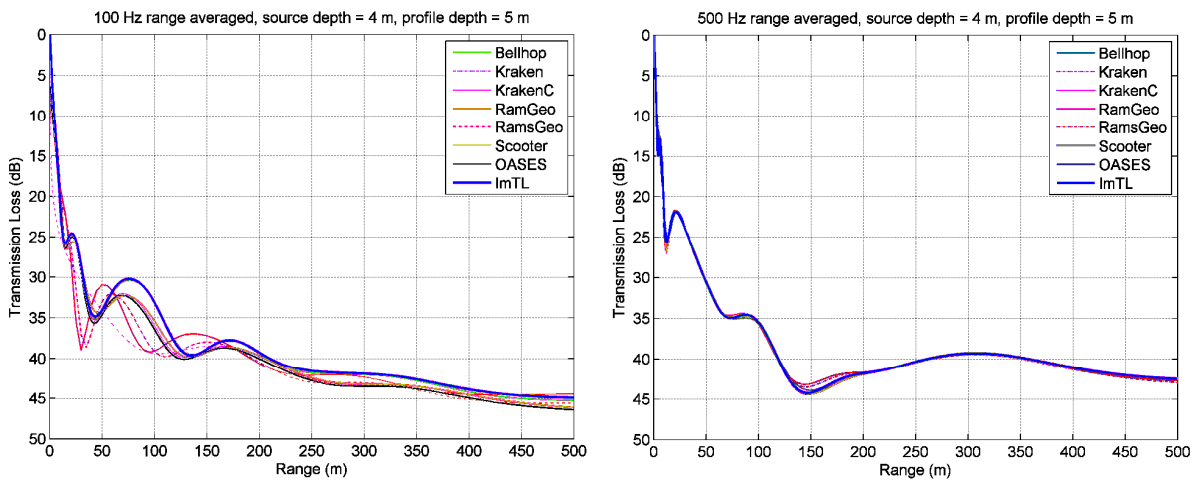 100 Hz range averaged, source depth = 4 m, profile depth = 5 m
Transmission Loss (dB)
0
5
10
15
20
25
30
35
40
45
50
Bellhop
Kraken
KrakenC
RamGeo
RamsGeo
Scooter
OASES
ImTL
0 50 100 150 200 250 300 350 400 450 500
Range (m)
500 Hz range averaged, source depth = 4 m, profile depth = 5 m
Transmission Loss (dB)
0
5
10
15
20
25
30
35
40
45
50
Bellhop
Kraken
KrakenC
RamGeo
RamsGeo
Scooter
OASES
ImTL
0 50 100 150 200 250 300 350 400 450 500
Range (m)